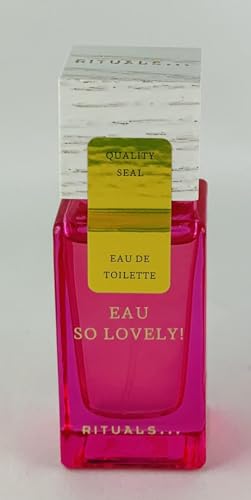 RITUALS...
QUALITY
SEAL
EAU DE
TOILETTE
EAU
SO LOVELY!
RITUALS...